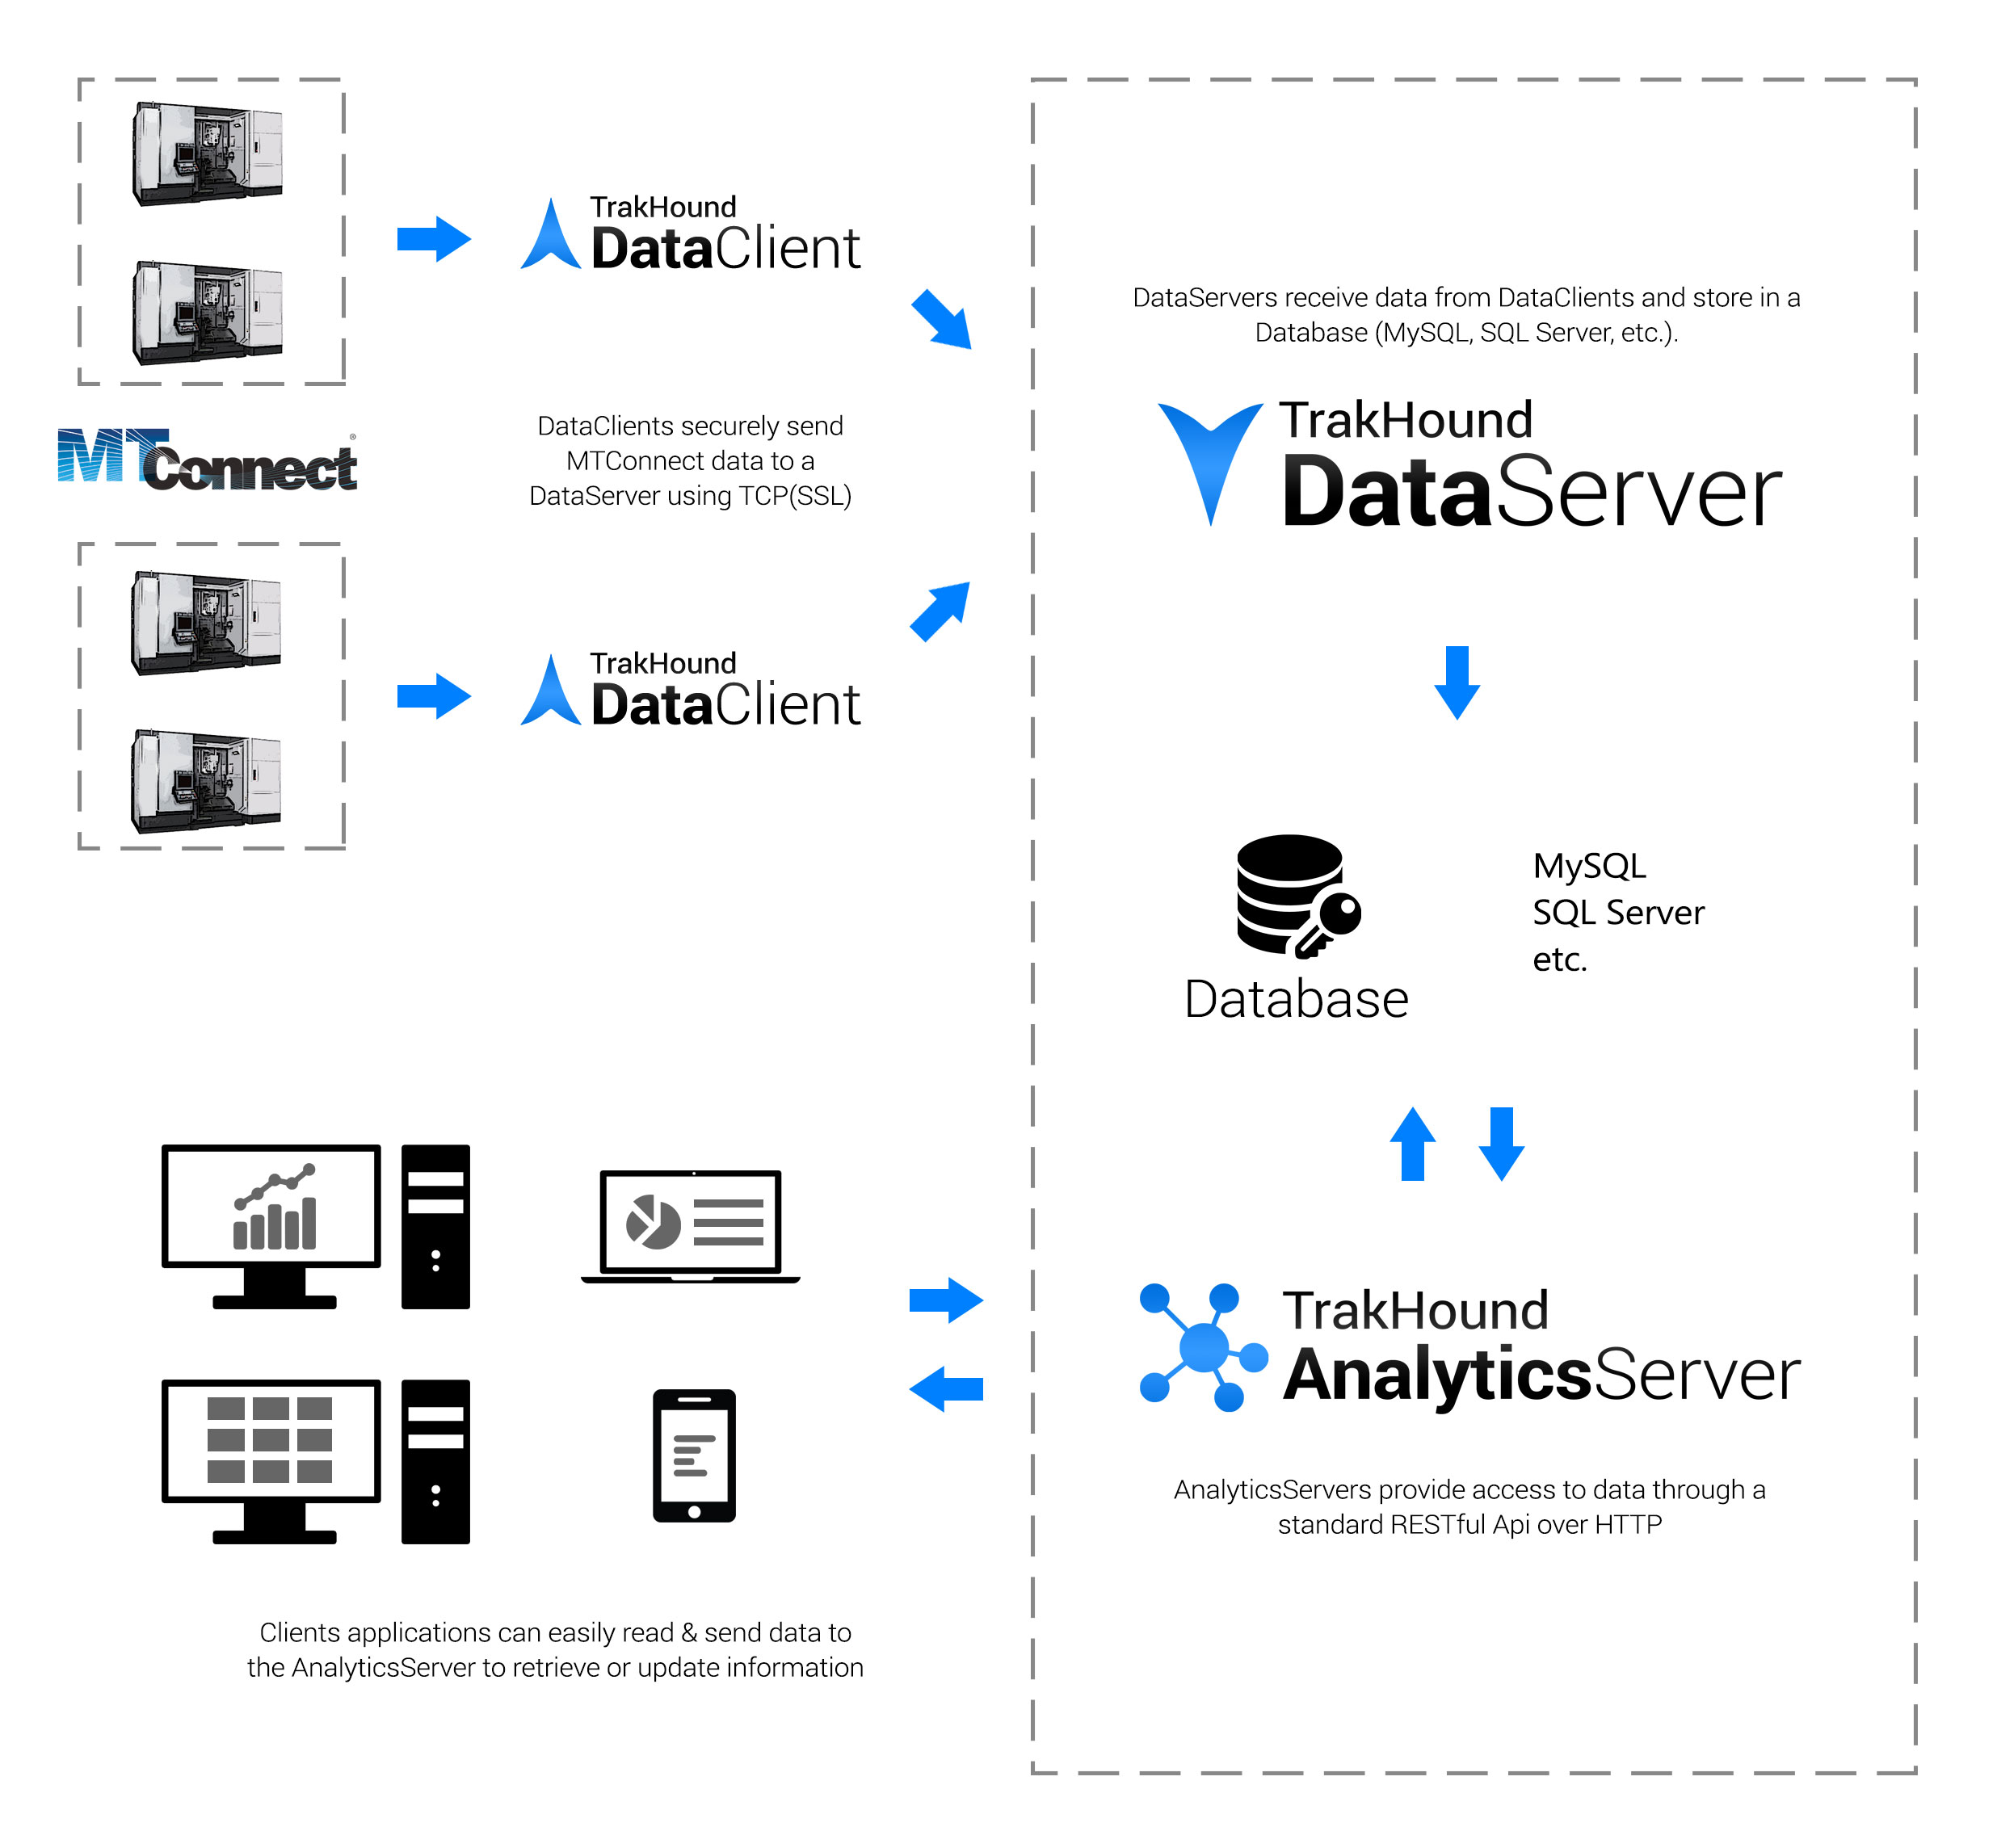 TrakHound
DataClient
MTConnect®
DataClients securely send
MTConnect data to a
DataServer using TCP(SSL)
TrakHound
DataClient
DataServers receive data from DataClients and store in a
Database (MySQL, SQL Server, etc.).
TrakHound
DataServer
Database
MySQL
SQL Server
etc.
TrakHound
AnalyticsServer
AnalyticsServers provide access to data through a
standard RESTful Api over HTTP
Clients applications can easily read & send data to
the AnalyticsServer to retrieve or update information